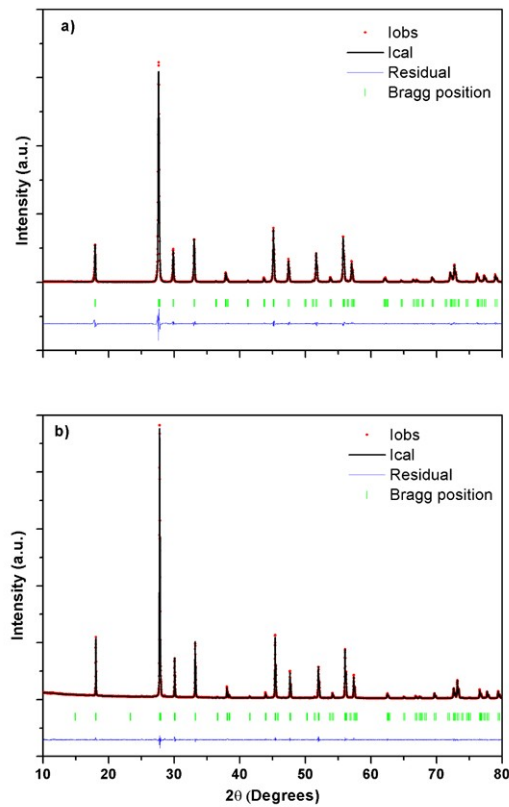 a)
Iobs
Ical
Residual
Bragg position
Intensity (a.u.)
b)
Iobs
Ical
Residual
Bragg position
Intensity (a.u.)
10 20 30 40 50 60 70 80
2θ (Degrees)